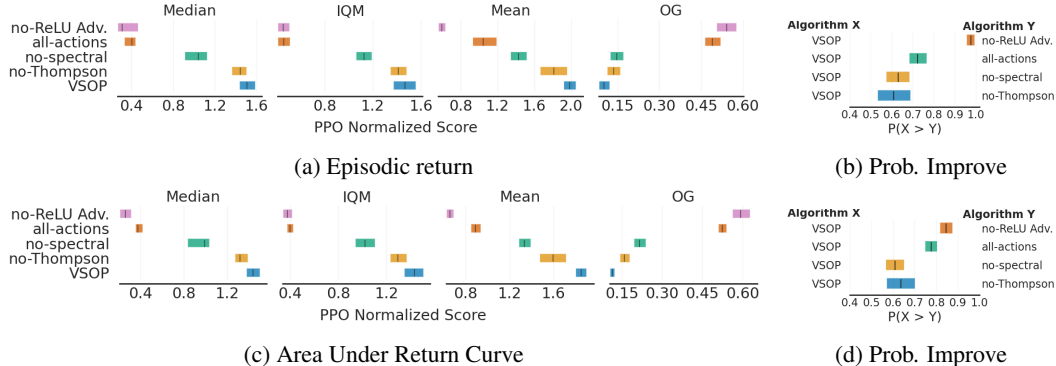 Median IQM Mean OG
no-ReLU Adv.
all-actions
no-spectral
no-Thompson
VSOP
0.4 0.8 1.2 1.6 0.8 1.2 1.6 0.8 1.2 1.6 2.0 0.15 0.30 0.45 0.60
PPO Normalized Score
(a) Episodic return
Algorithm X Algorithm Y
VSOP no-ReLU Adv.
VSOP all-actions
VSOP no-spectral
VSOP no-Thompson
0.4 0.5 0.6 0.7 0.8 0.9 1.0
P(X > Y)
(b) Prob. Improve
Median IQM Mean OG
no-ReLU Adv.
all-actions
no-spectral
no-Thompson
VSOP
0.4 0.8 1.2 0.4 0.8 1.2 0.8 1.2 1.6 0.15 0.30 0.45 0.60
PPO Normalized Score
(c) Area Under Return Curve
Algorithm X Algorithm Y
VSOP no-ReLU Adv.
VSOP all-actions
VSOP no-spectral
VSOP no-Thompson
0.4 0.5 0.6 0.7 0.8 0.9 1.0
P(X > Y)
(d) Prob. Improve